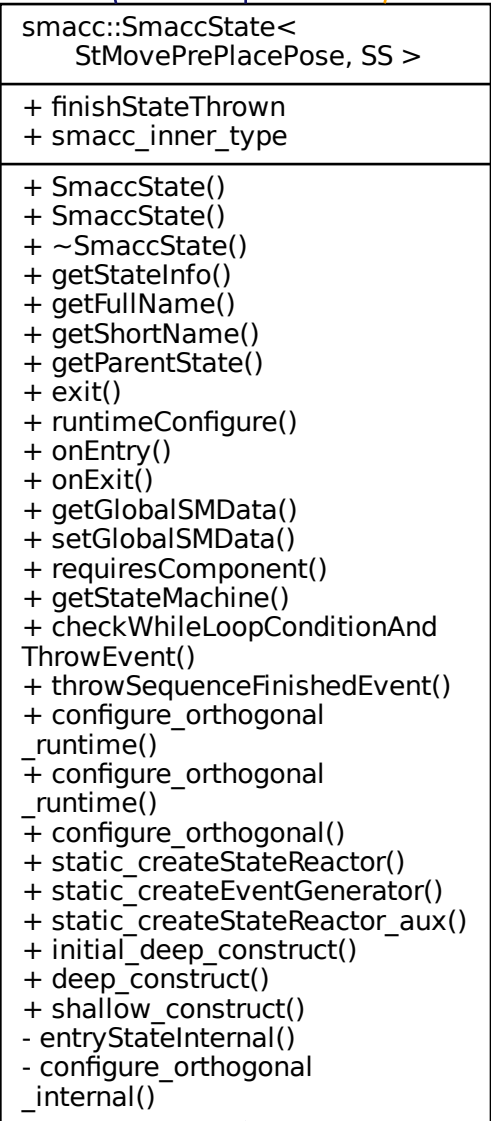 smacc::SmaccState<
StMovePrePlacePose, SS >
+ finishStateThrown
+ smacc_inner_type
+ SmaccState()
+ SmaccState()
+ ~SmaccState()
+ getStateInfo()
+ getFullName()
+ getShortName()
+ getParentState()
+ exit()
+ runtimeConfigure()
+ onEntry()
+ onExit()
+ getGlobalSMData()
+ setGlobalSMData()
+ requiresComponent()
+ getStateMachine()
+ checkWhileLoopConditionAnd
ThrowEvent()
+ throwSequenceFinishedEvent()
+ configure_orthogonal
_runtime()
+ configure_orthogonal
_runtime()
+ configure_orthogonal()
+ static_createStateReactor()
+ static_createEventGenerator()
+ static_createStateReactor_aux()
+ initial_deep_construct()
+ deep_construct()
+ shallow_construct()
- entryStateInternal()
- configure_orthogonal
_internal()